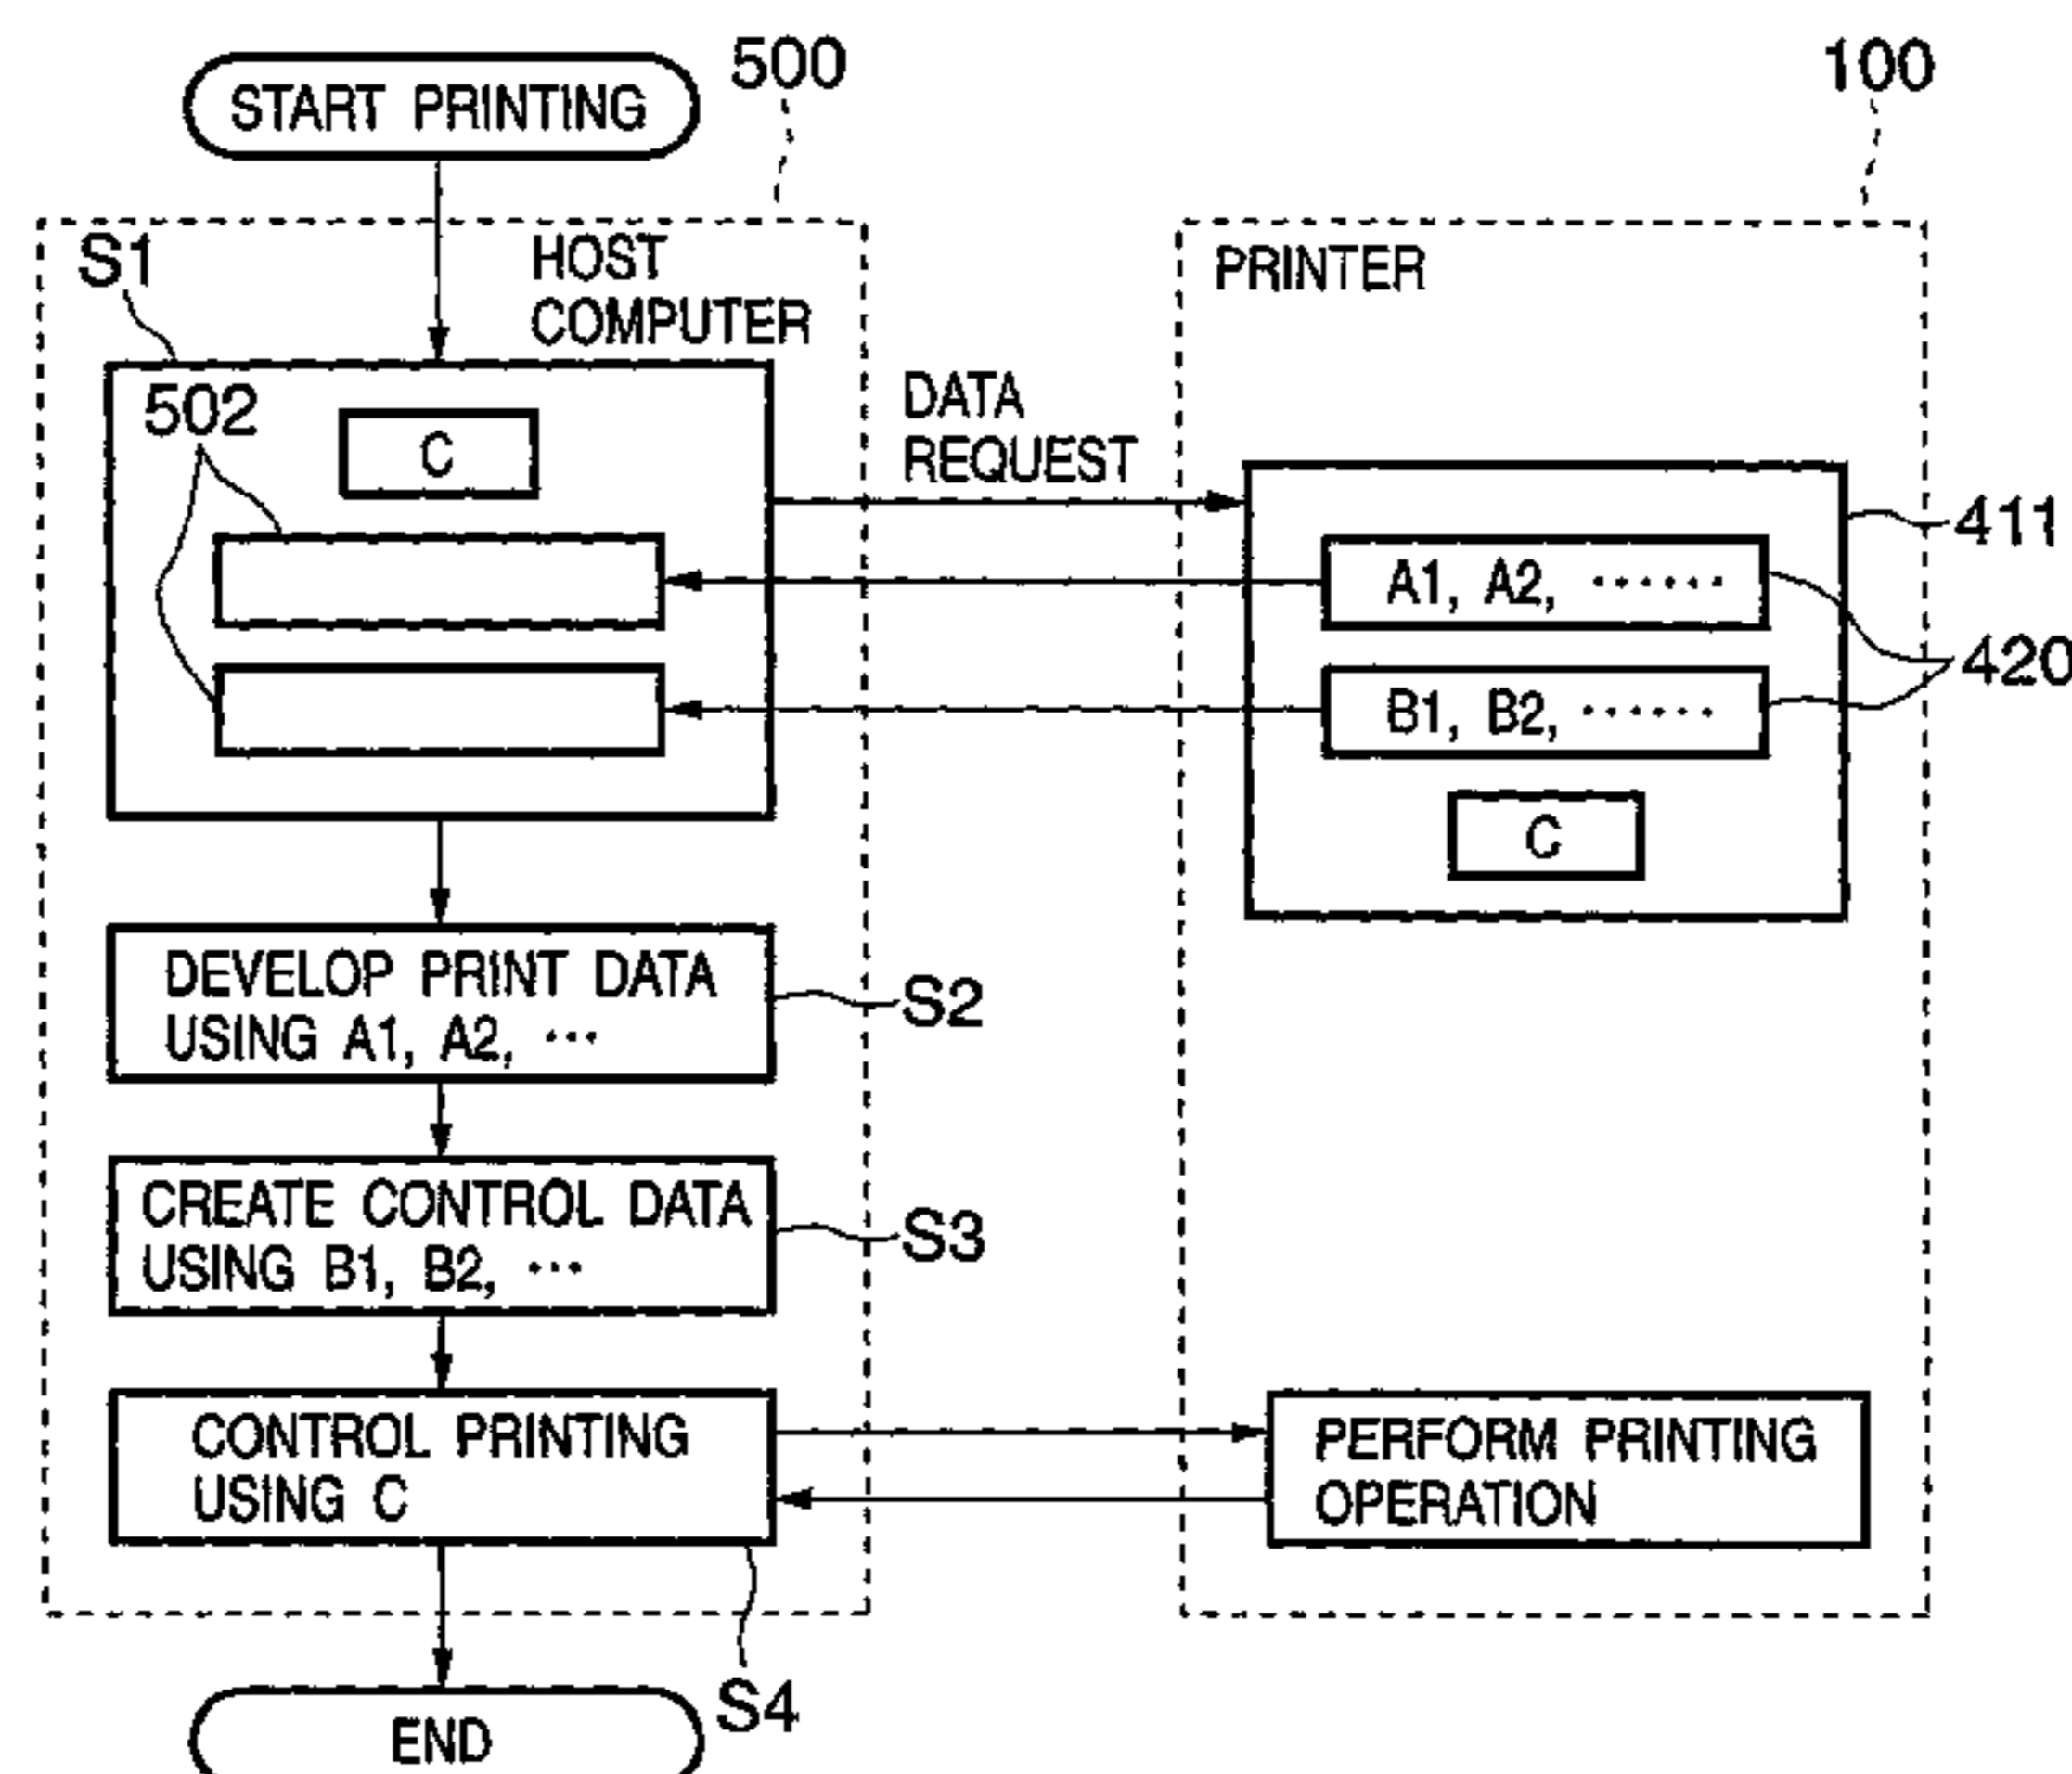 START PRINTING
500
100
S1
HOST
COMPUTER
PRINTER
502
C
DATA
REQUEST
411
A1, A2, ······
420
B1, B2, ······
C
DEVELOP PRINT DATA
USING A1, A2, ···
S2
CREATE CONTROL DATA
USING B1, B2, ···
S3
CONTROL PRINTING
USING C
PERFORM PRINTING
OPERATION
S4
END